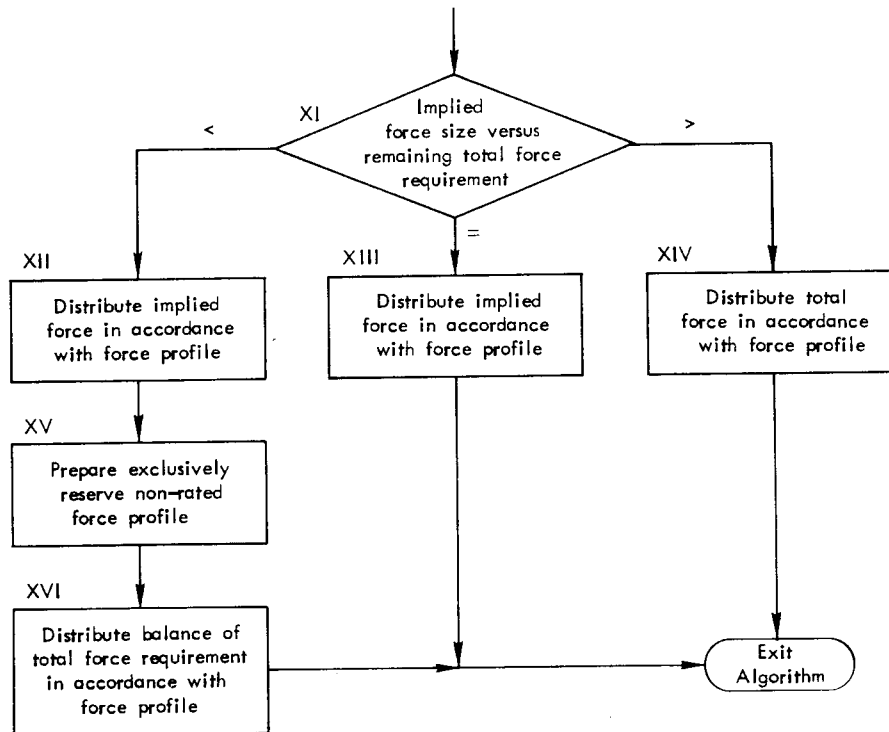 XI
Implied
force size versus
remaining total force
requirement
<
>
=
XII
Distribute implied
force in accordance
with force profile
XIII
Distribute implied
force in accordance
with force profile
XIV
Distribute total
force in accordance
with force profile
XV
Prepare exclusively
reserve non-rated
force profile
XVI
Distribute balance of
total force requirement
in accordance with
force profile
Exit
Algorithm